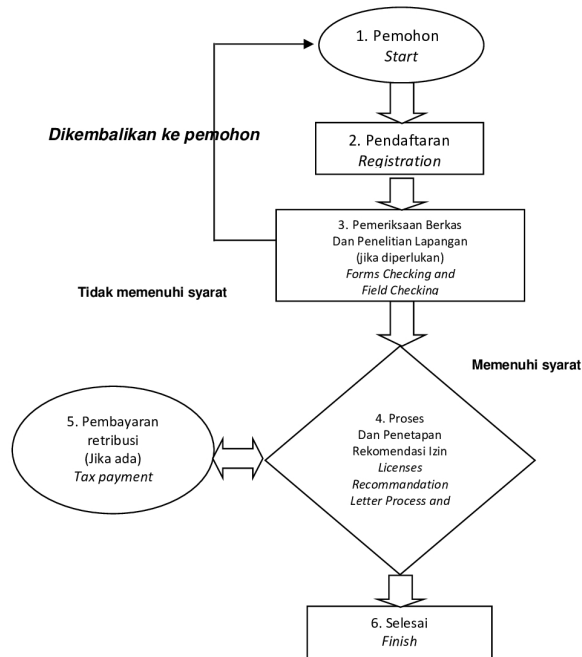 1. Pemohon
Start
Dikembalikan ke pemohon
2. Pendaftaran
Registration
3. Pemeriksaan Berkas
Dan Penelitian Lapangan
(jika diperlukan)
Forms Checking and
Field Checking
Tidak memenuhi syarat
Memenuhi syarat
4. Proses
Dan Penetapan
Rekomendasi Izin
Licenses
Recommandation
Letter Process and
5. Pembayaran
retribusi
(Jika ada)
Tax payment
6. Selesai
Finish